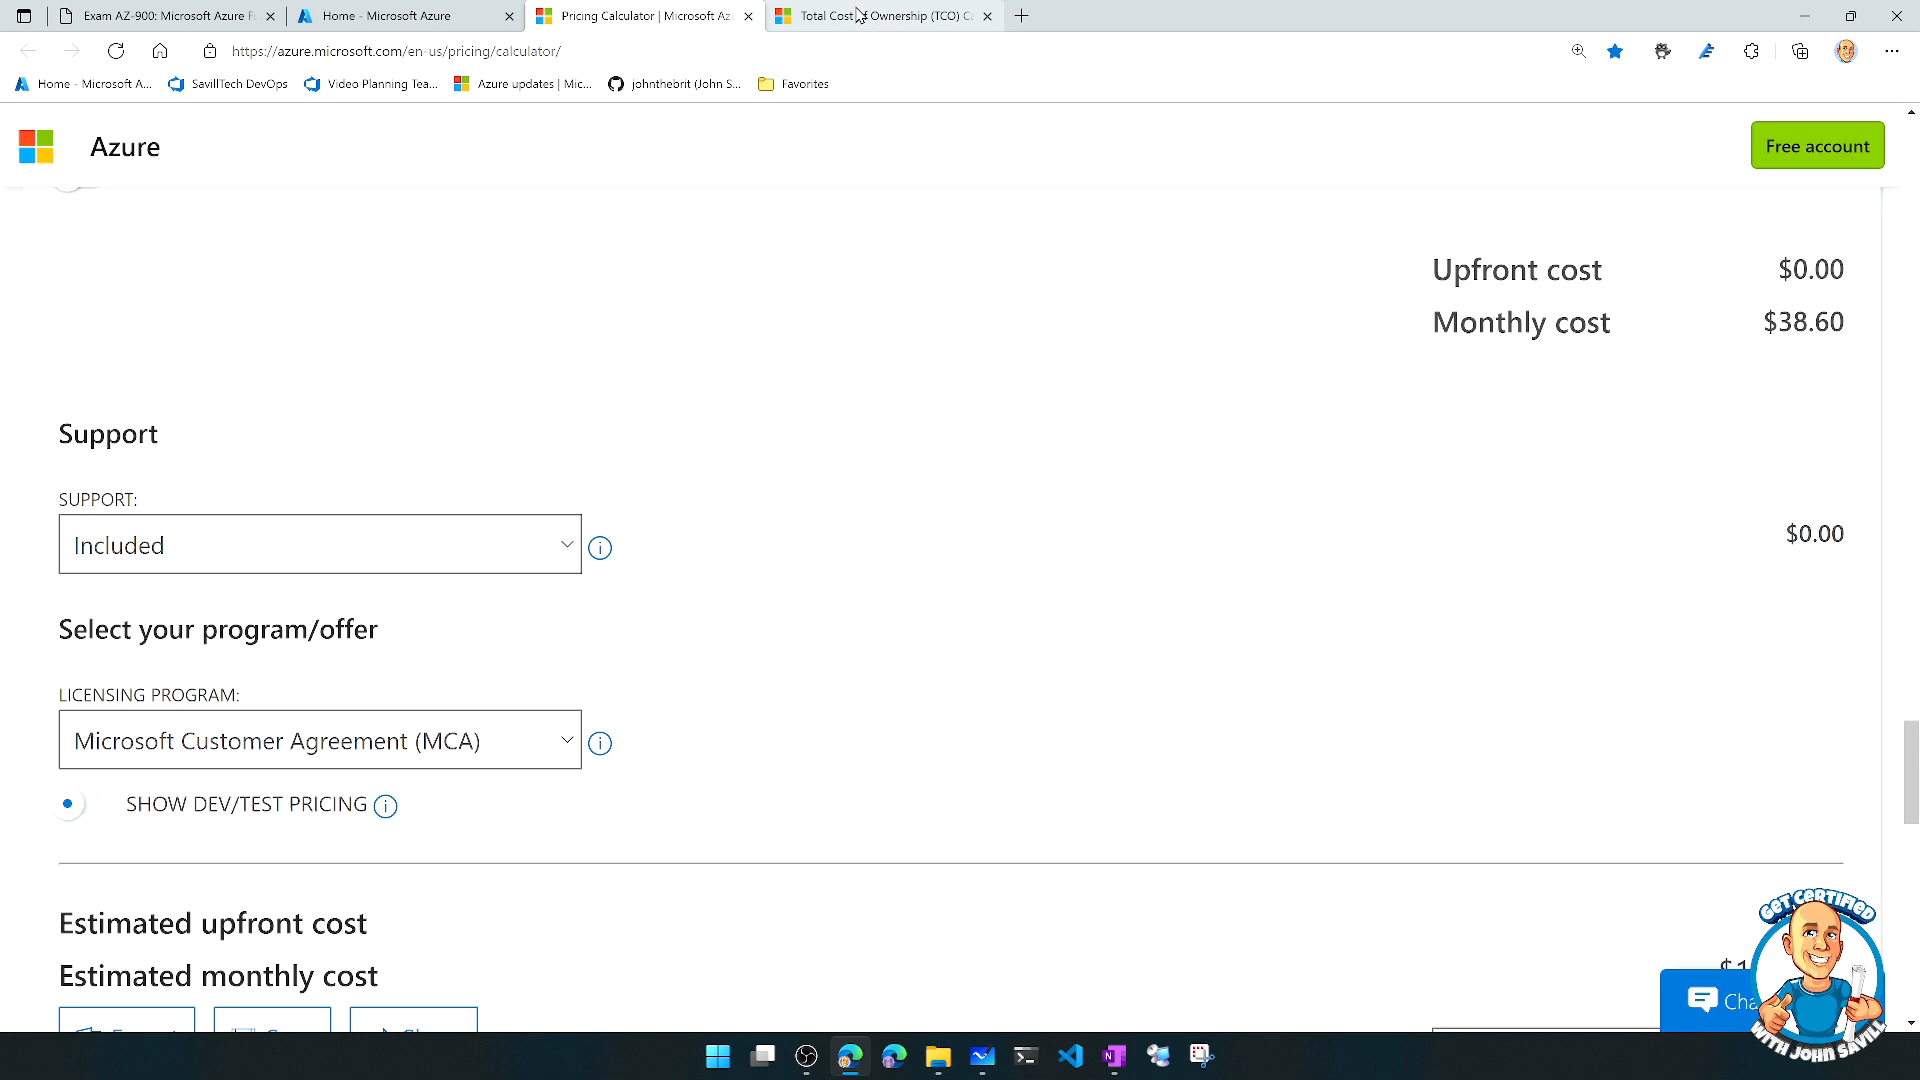 Exam AZ-900: Microsoft Azure Fu
Home - Microsoft Azure
Pricing Calculator | Microsoft Az
Total Cost of Ownership (TCO) Ca
https://azure.microsoft.com/en-us/pricing/calculator/
Home - Microsoft A...
SavillTech DevOps
Video Planning Tea...
Azure updates | Mic...
johnthebrit (John S...
Favorites
Azure
Free account
Upfront cost $0.00
Monthly cost $38.60
Support
SUPPORT:
Included
$0.00
Select your program/offer
LICENSING PROGRAM:
Microsoft Customer Agreement (MCA)
SHOW DEV/TEST PRICING
Estimated upfront cost
Estimated monthly cost
GET CERTIFIED
WITH JOHN SAVILL